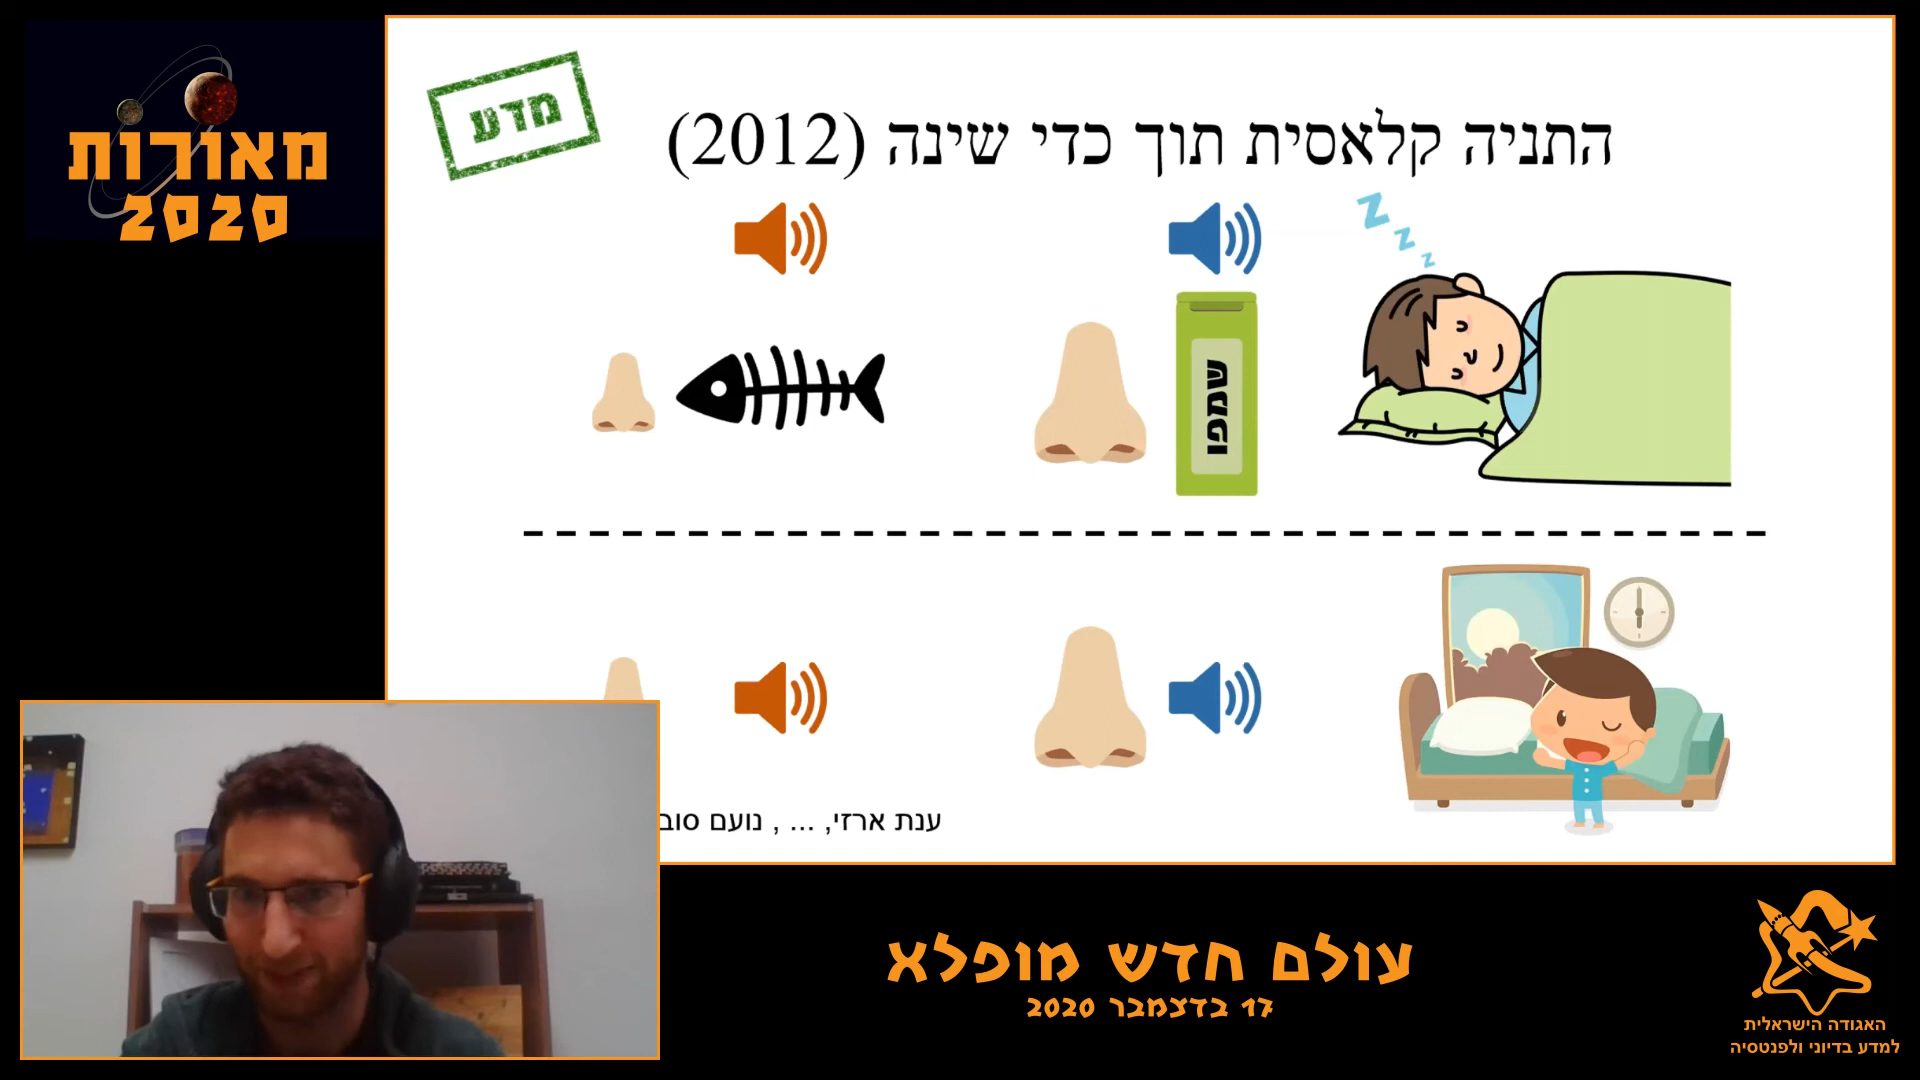 מאורות
2020
מדע
התניה קלאסית תוך כדי שינה (2012)
z
z
z
שמפו
ענת ארזי, ... , נועם סוב
עולם חדש מופלא
17 בדצמבר 2020
האגודה הישראלית
למדע בדיוני ולפנטסיה